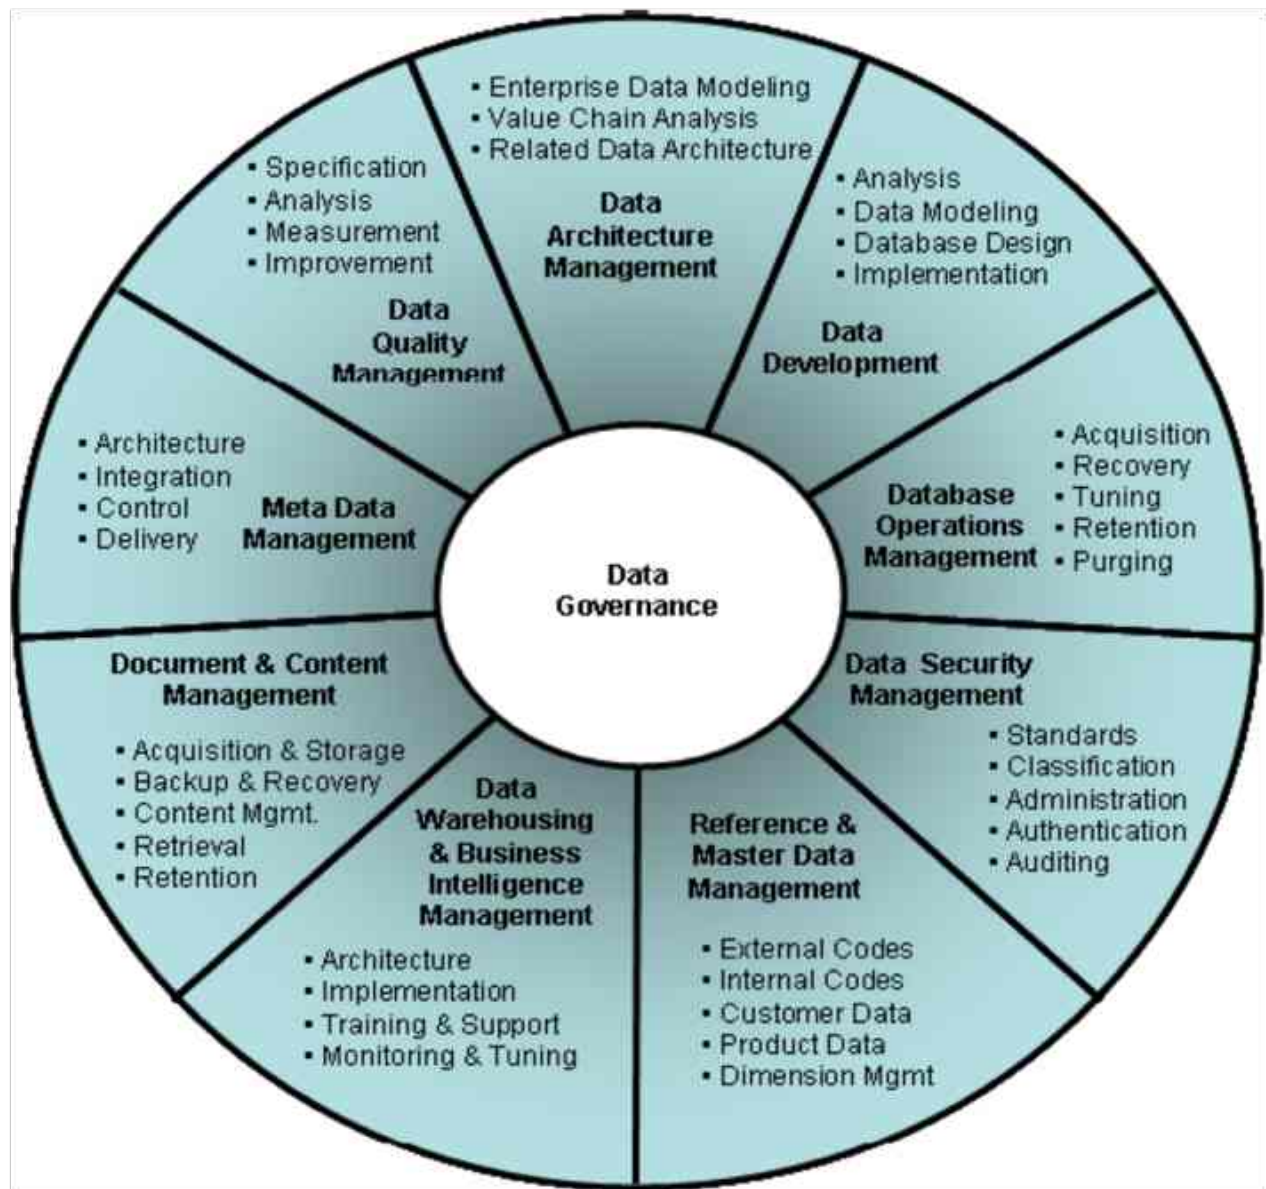 • Enterprise Data Modeling
• Value Chain Analysis
• Related Data Architecture
Data
Architecture
Management
• Analysis
• Data Modeling
• Database Design
• Implementation
Data
Development
• Acquisition
• Recovery
• Tuning
• Retention
• Purging
Database
Operations
Management
Data Security
Management
• Standards
• Classification
• Administration
• Authentication
• Auditing
Reference &
Master Data
Management
• External Codes
• Internal Codes
• Customer Data
• Product Data
• Dimension Mgmt
Data
Warehousing
& Business
Intelligence
Management
• Architecture
• Implementation
• Training & Support
• Monitoring & Tuning
Document & Content
Management
• Acquisition & Storage
• Backup & Recovery
• Content Mgmt.
• Retrieval
• Retention
• Architecture
• Integration
• Control
• Delivery
Meta Data
Management
• Specification
• Analysis
• Measurement
• Improvement
Data
Quality
Management
Data
Governance